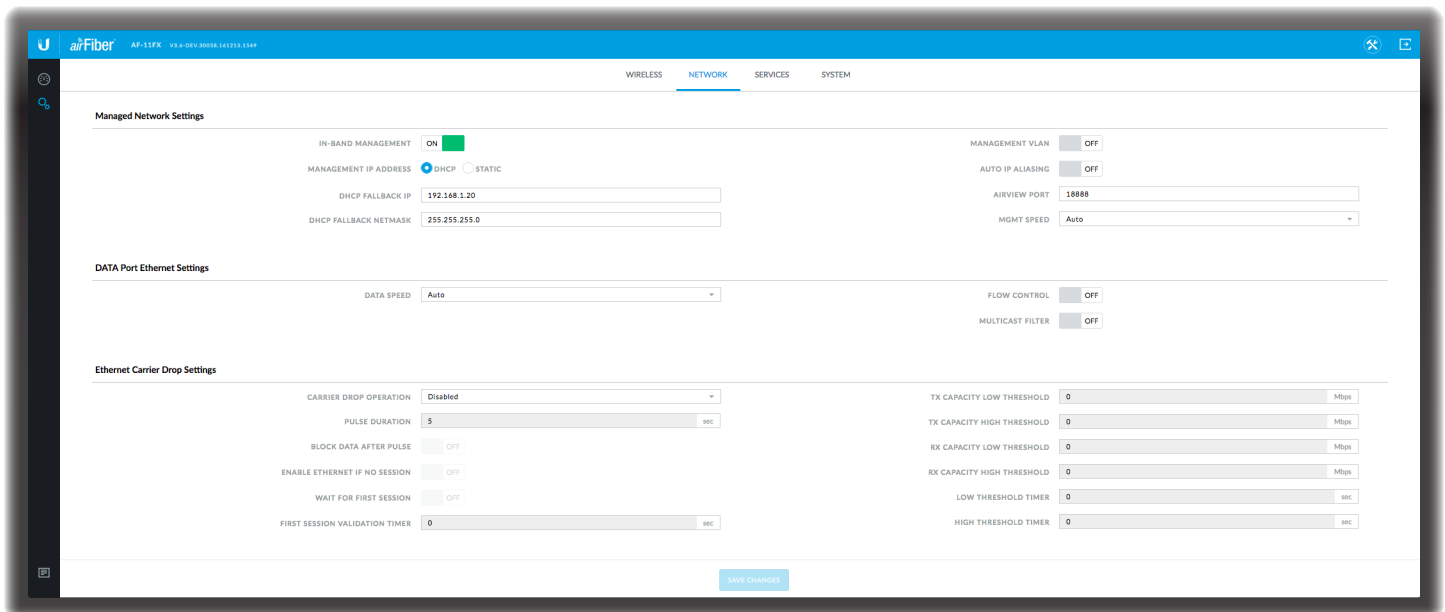 airFiber AF-11FX V3.6-DEV.30058.161213.1549
WIRELESS NETWORK SERVICES SYSTEM
Managed Network Settings
IN-BAND MANAGEMENT ON
MANAGEMENT VLAN OFF
MANAGEMENT IP ADDRESS DHCP STATIC
AUTO IP ALIASING OFF
DHCP FALLBACK IP 192.168.1.20
AIRVIEW PORT 18888
DHCP FALLBACK NETMASK 255.255.255.0
MGMT SPEED Auto
DATA Port Ethernet Settings
DATA SPEED Auto
FLOW CONTROL OFF
MULTICAST FILTER OFF
Ethernet Carrier Drop Settings
CARRIER DROP OPERATION Disabled
TX CAPACITY LOW THRESHOLD 0 Mbps
PULSE DURATION 5 sec
TX CAPACITY HIGH THRESHOLD 0 Mbps
BLOCK DATA AFTER PULSE OFF
RX CAPACITY LOW THRESHOLD 0 Mbps
ENABLE ETHERNET IF NO SESSION OFF
RX CAPACITY HIGH THRESHOLD 0 Mbps
WAIT FOR FIRST SESSION OFF
LOW THRESHOLD TIMER 0 sec
FIRST SESSION VALIDATION TIMER 0 sec
HIGH THRESHOLD TIMER 0 sec
SAVE CHANGES